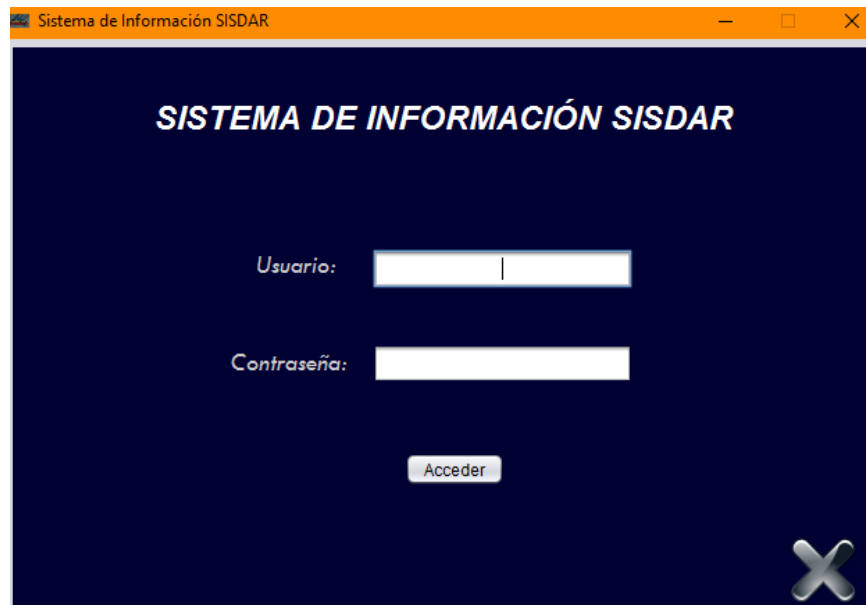 Sistema de Información SISDAR
SISTEMA DE INFORMACIÓN SISDAR
Usuario:
Contraseña:
Acceder